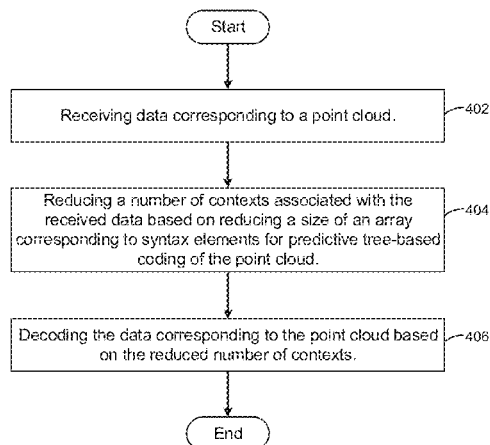 Start
Receiving data corresponding to a point cloud.
402
Reducing a number of contexts associated with the
received data based on reducing a size of an array
corresponding to syntax elements for predictive tree-based
coding of the point cloud.
404
Decoding the data corresponding to the point cloud based
on the reduced number of contexts.
406
End